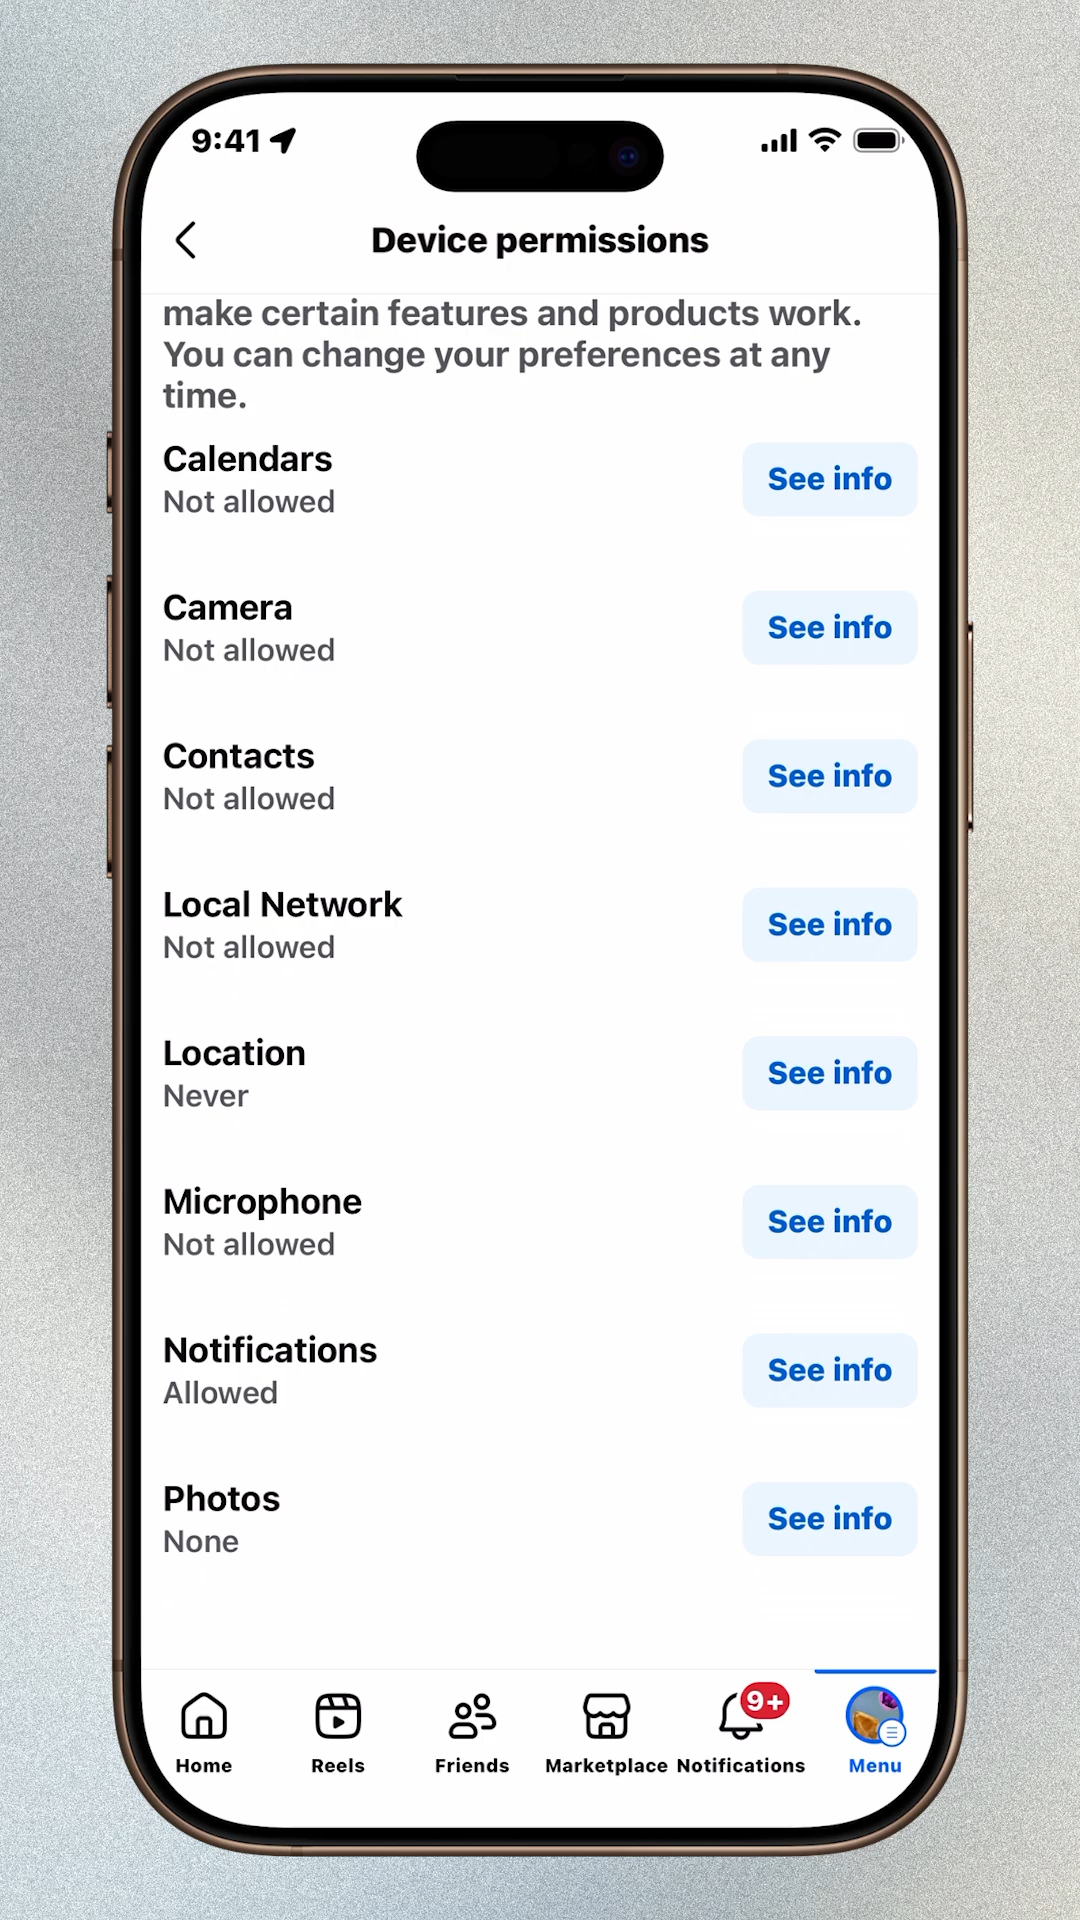 9:41
Device permissions
make certain features and products work.
You can change your preferences at any
time.
Calendars
Not allowed
See info
Camera
Not allowed
See info
Contacts
Not allowed
See info
Local Network
Not allowed
See info
Location
Never
See info
Microphone
Not allowed
See info
Notifications
Allowed
See info
Photos
None
See info
9+
Home Reels Friends Marketplace Notifications Menu